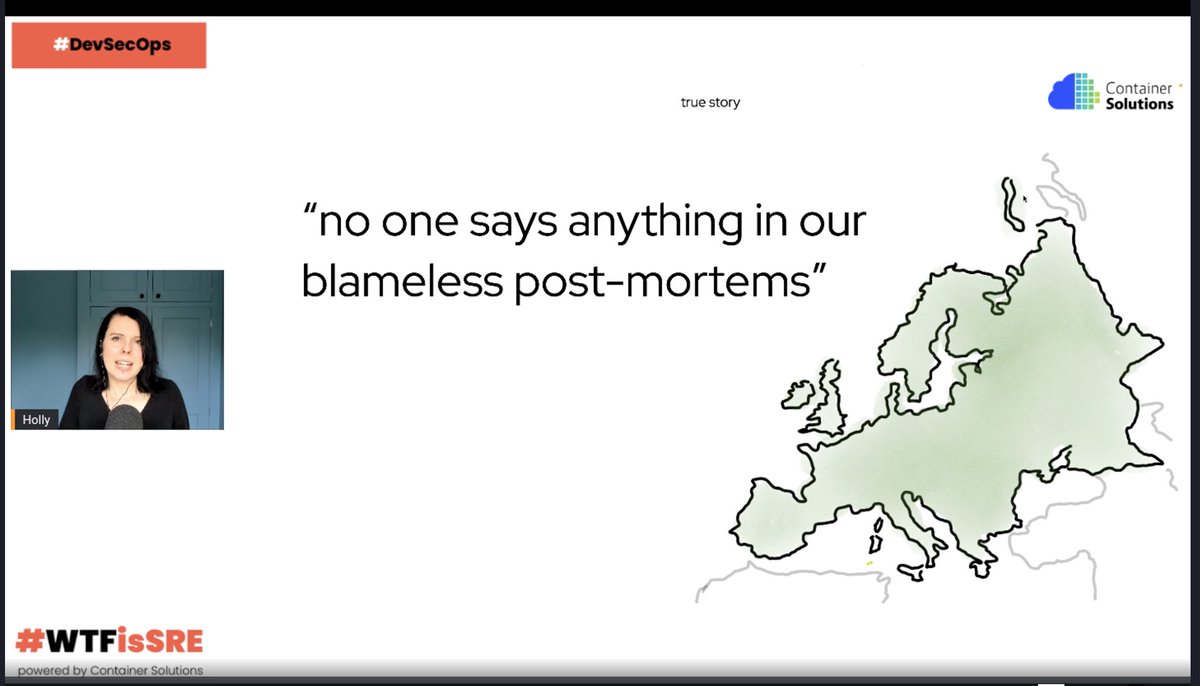 #DevSecOps
true story
Container
Solutions
“no one says anything in our
blameless post-mortems”
Holly
#WTFisSRE
powered by Container Solutions